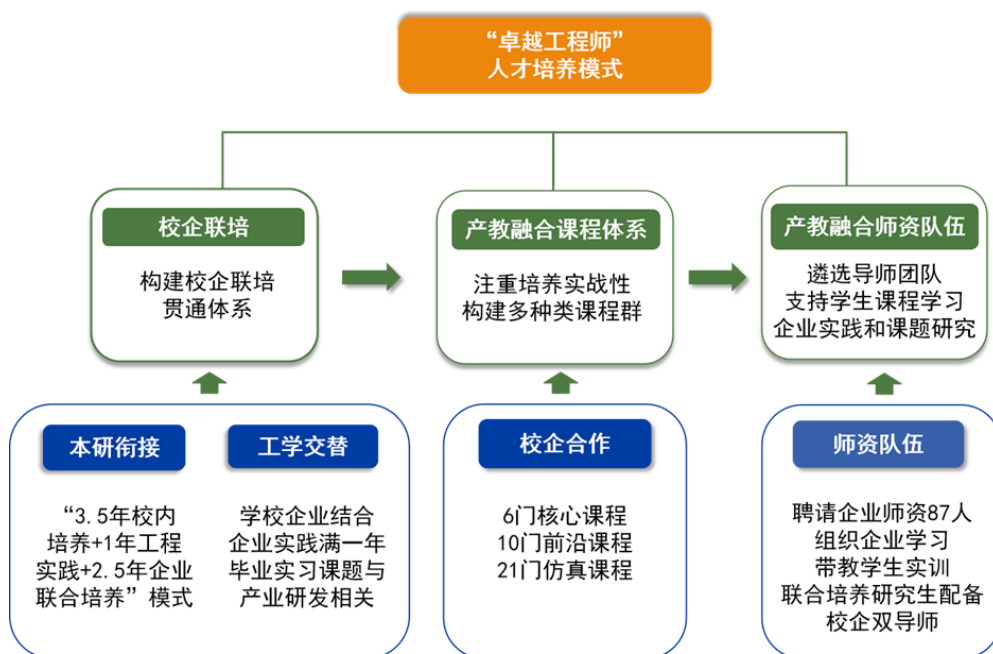 “卓越工程师”
人才培养模式
校企联培
构建校企联培
贯通体系
产教融合课程体系
注重培养实战性
构建多种类课程群
产教融合师资队伍
遴选导师团队
支持学生课程学习
企业实践和课题研究
本研衔接
“3.5年校内
培养+1年工程
实践+2.5年企业
联合培养”模式
工学交替
学校企业结合
企业实践满一年
毕业实习课题与
产业研发相关
校企合作
6门核心课程
10门前沿课程
21门仿真课程
师资队伍
聘请企业师资87人
组织企业学习
带教学生实训
联合培养研究生配备
校企双导师